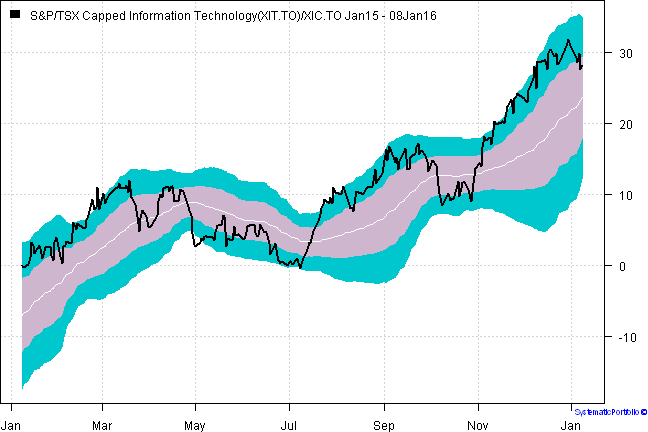 S&P/TSX Capped Information Technology(XIT.TO)/XIC.TO Jan15 - 08Jan16
30
20
10
0
-10
Jan Mar May Jul Sep Nov Jan
SystematicPortfolio ©